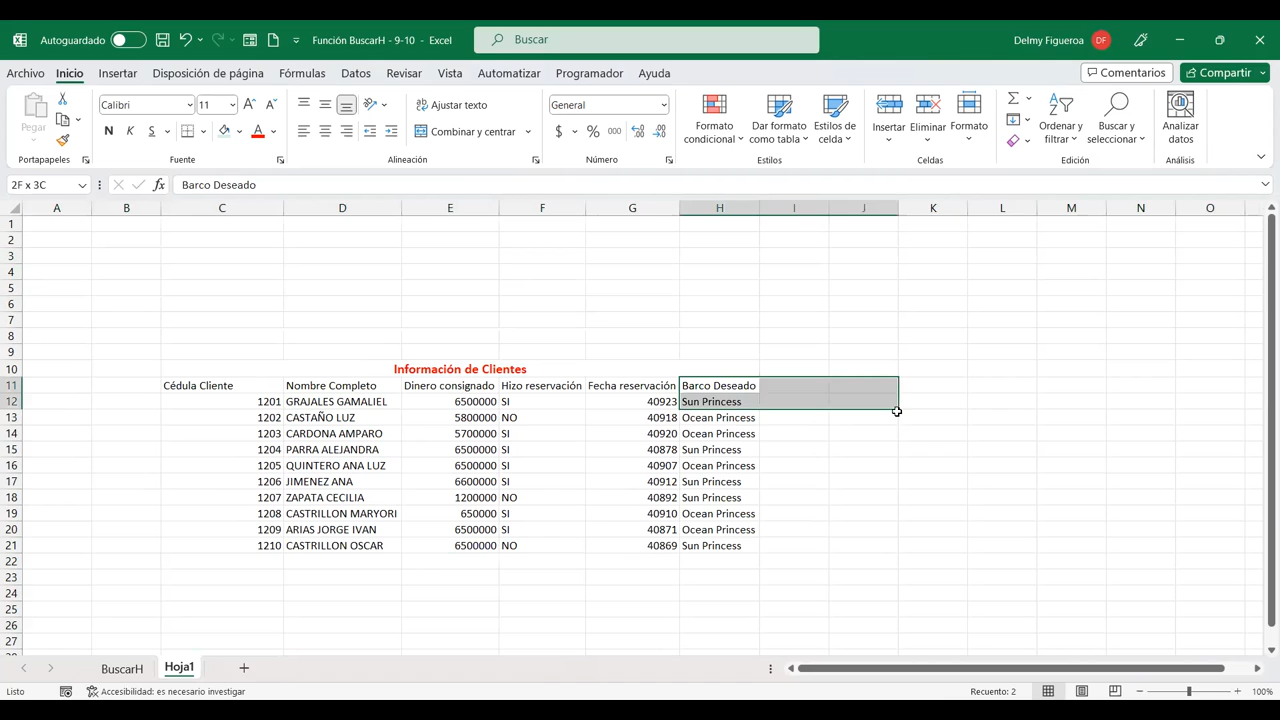 Autoguardado
Función BuscarH - 9-10 - Excel
Buscar
Delmy Figueroa DF
Archivo Inicio Insertar Disposición de página Fórmulas Datos Revisar Vista Automatizar Programador Ayuda Comentarios Compartir
Pegar
Portapapeles
Calibri 11
N K S
Fuente
Ajustar texto
Combinar y centrar
Alineación
General
$ % 000
Número
Formato condicional
Dar formato como tabla
Estilos de celda
Estilos
Insertar Eliminar Formato
Celdas
Ordenar y filtrar
Buscar y seleccionar
Edición
Analizar datos
Análisis
2F x 3C fx Barco Deseado
A B C D E F G H I J K L M N O
1
2
3
4
5
6
7
8
9
10 Información de Clientes
11 Cédula Cliente Nombre Completo Dinero consignado Hizo reservación Fecha reservación Barco Deseado
12 1201 GRAJALES GAMALIEL 6500000 SI 40923 Sun Princess
13 1202 CASTAÑO LUZ 5800000 NO 40918 Ocean Princess
14 1203 CARDONA AMPARO 5700000 SI 40920 Ocean Princess
15 1204 PARRA ALEJANDRA 6500000 SI 40878 Sun Princess
16 1205 QUINTERO ANA LUZ 6500000 SI 40907 Ocean Princess
17 1206 JIMENEZ ANA 6600000 SI 40912 Sun Princess
18 1207 ZAPATA CECILIA 1200000 NO 40892 Sun Princess
19 1208 CASTRILLON MARYORI 650000 SI 40910 Ocean Princess
20 1209 ARIAS JORGE IVAN 6500000 SI 40871 Ocean Princess
21 1210 CASTRILLON OSCAR 6500000 NO 40869 Sun Princess
22
23
24
25
26
27
BuscarH Hoja1
Listo Accesibilidad: es necesario investigar Recuento: 2 100%